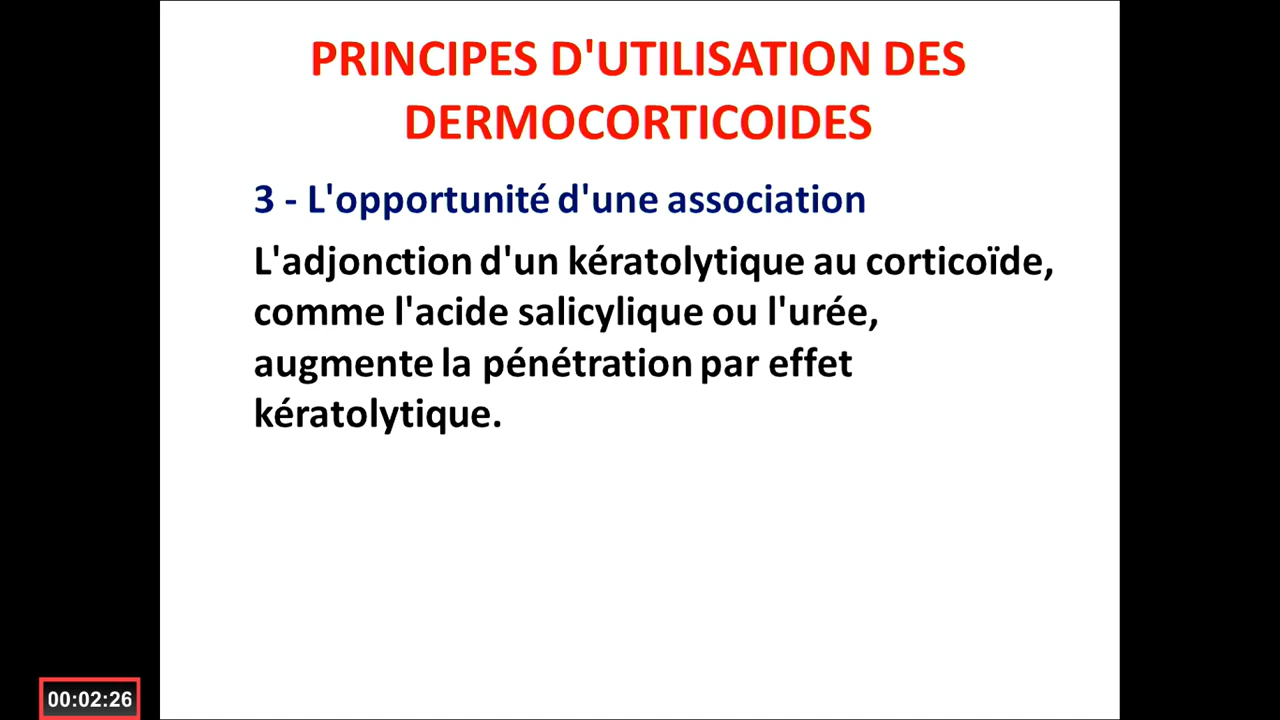 PRINCIPES D'UTILISATION DES
DERMOCORTICOIDES
3 - L'opportunité d'une association
L'adjonction d'un kératolytique au corticoïde,
comme l'acide salicylique ou l'urée,
augmente la pénétration par effet
kératolytique.
00:02:26